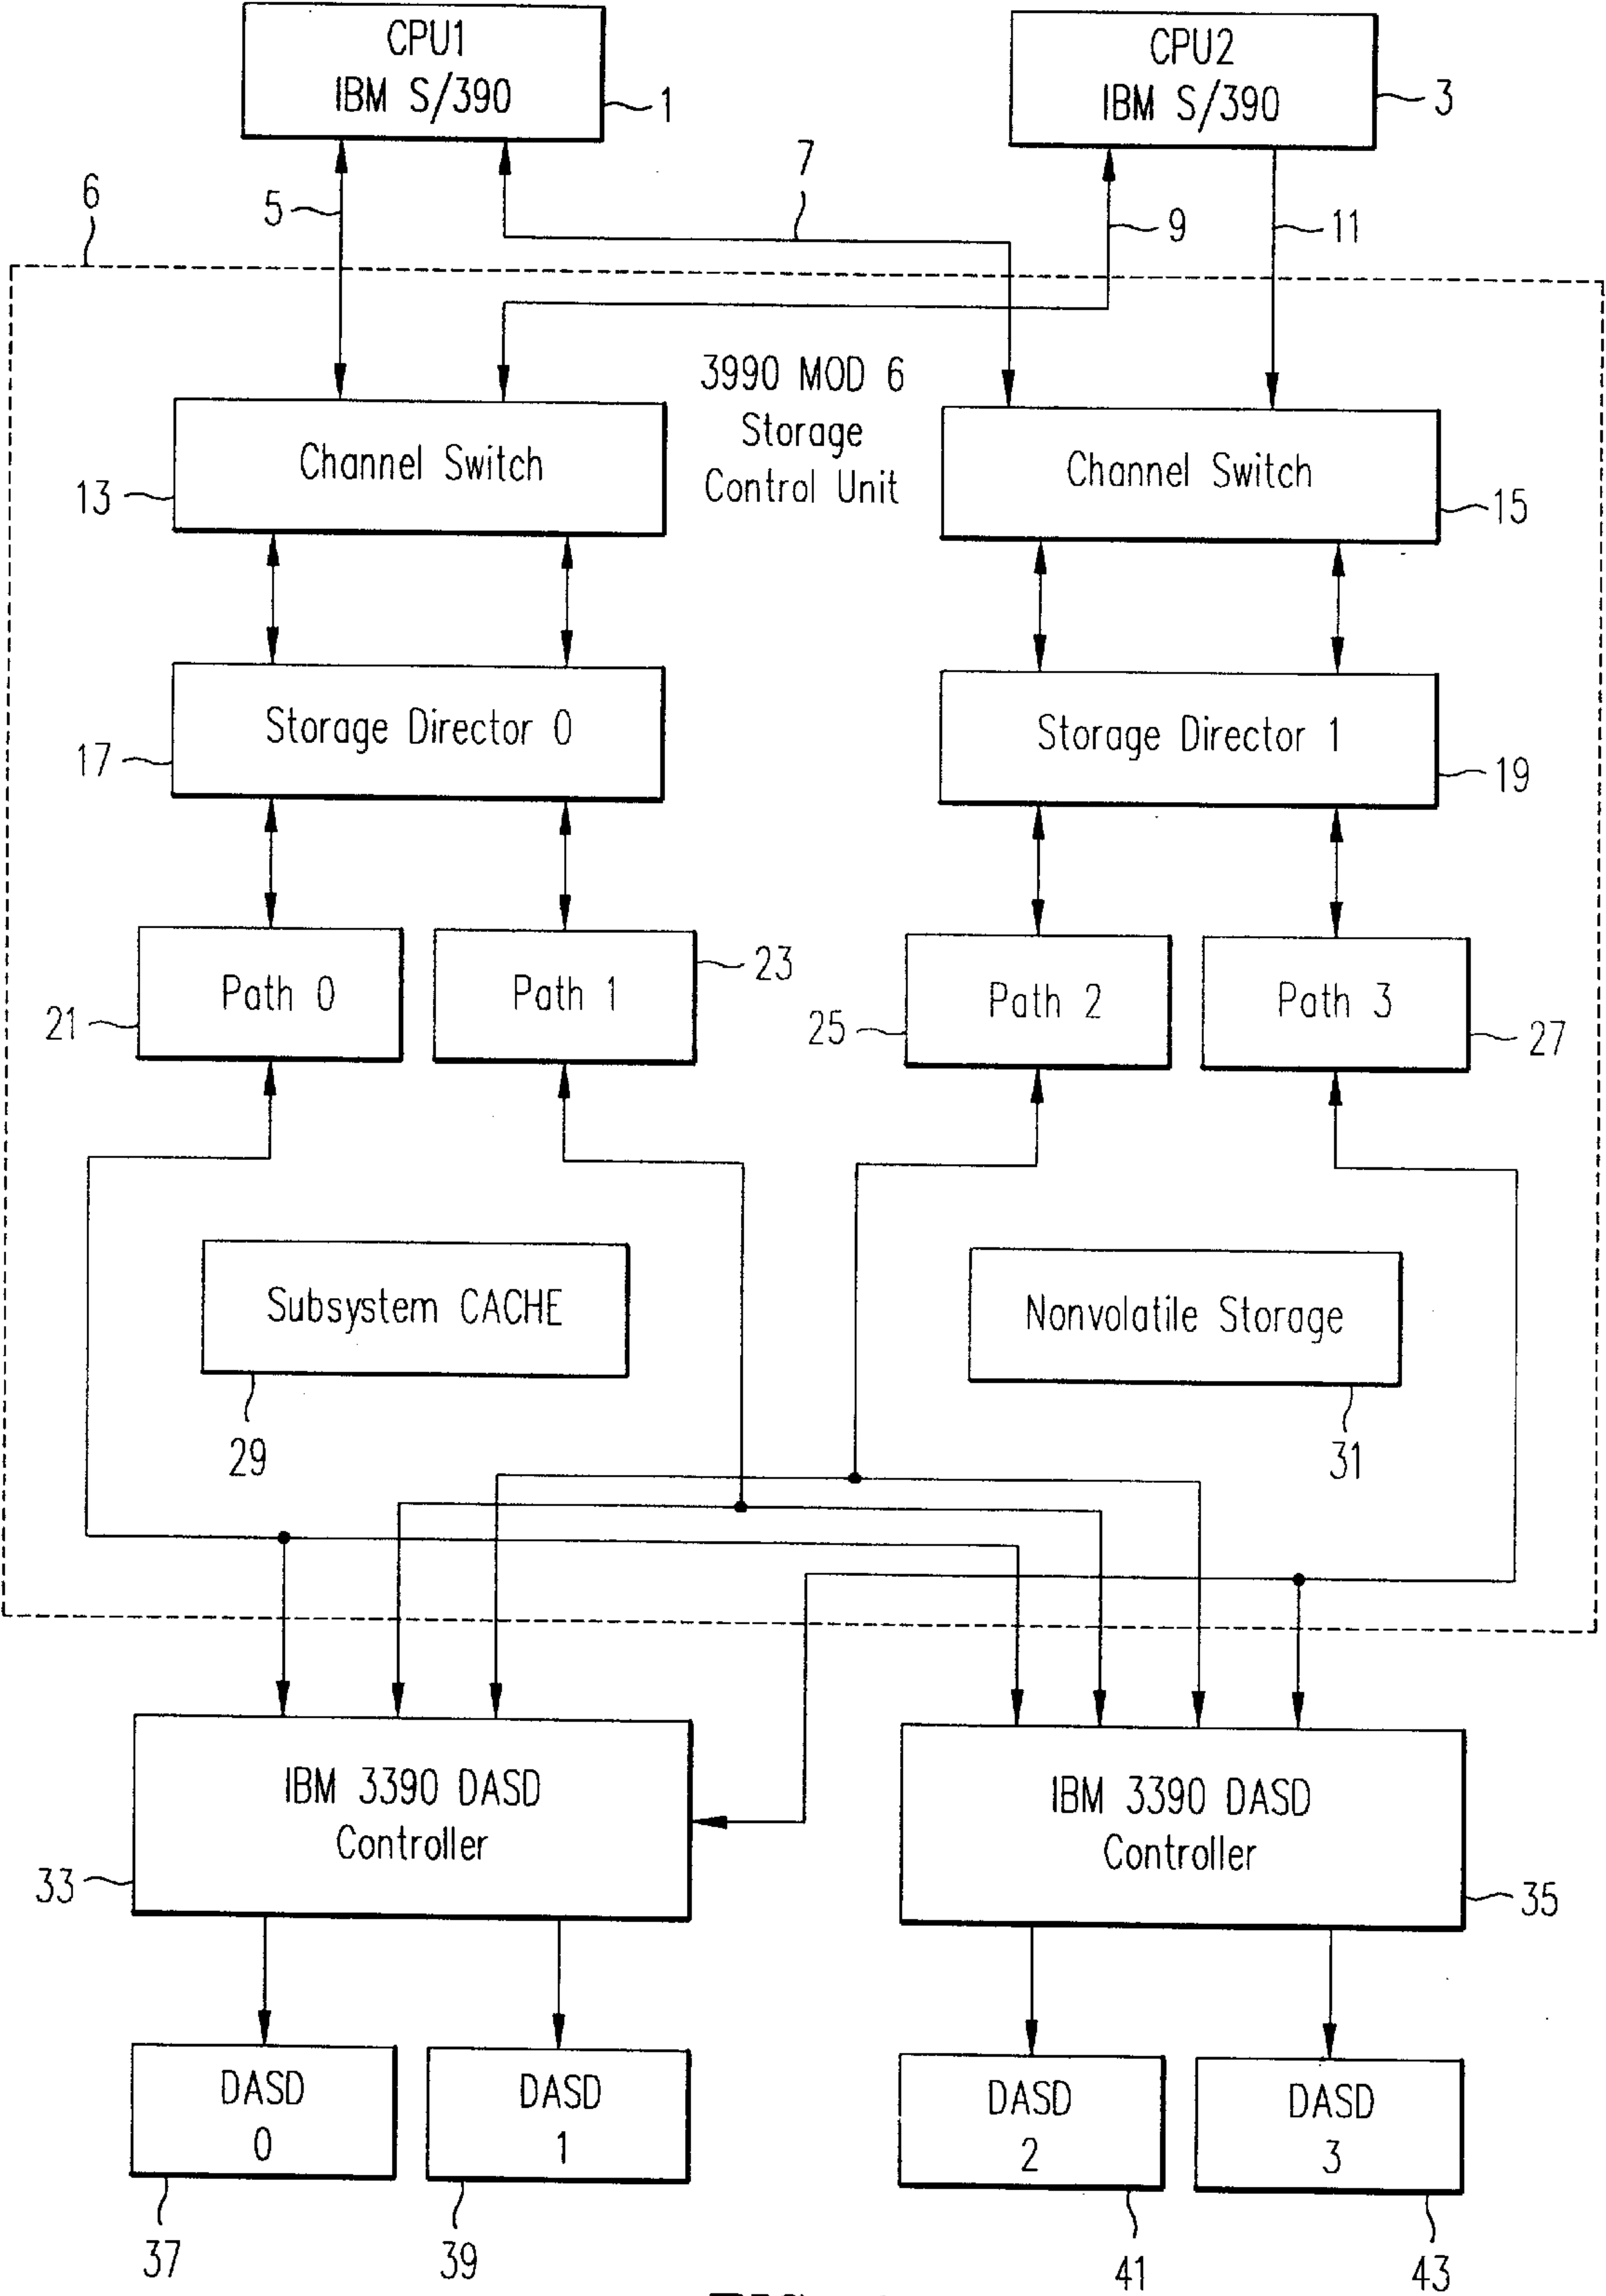 CPU1
IBM S/390
1
CPU2
IBM S/390
3
6
5
7
9
11
3990 MOD 6
Storage
Control Unit
Channel Switch
13
Channel Switch
15
Storage Director 0
17
Storage Director 1
19
Path 0
21
Path 1
23
Path 2
25
Path 3
27
Subsystem CACHE
29
Nonvolatile Storage
31
IBM 3390 DASD
Controller
33
IBM 3390 DASD
Controller
35
DASD
0
37
DASD
1
39
DASD
2
41
DASD
3
43